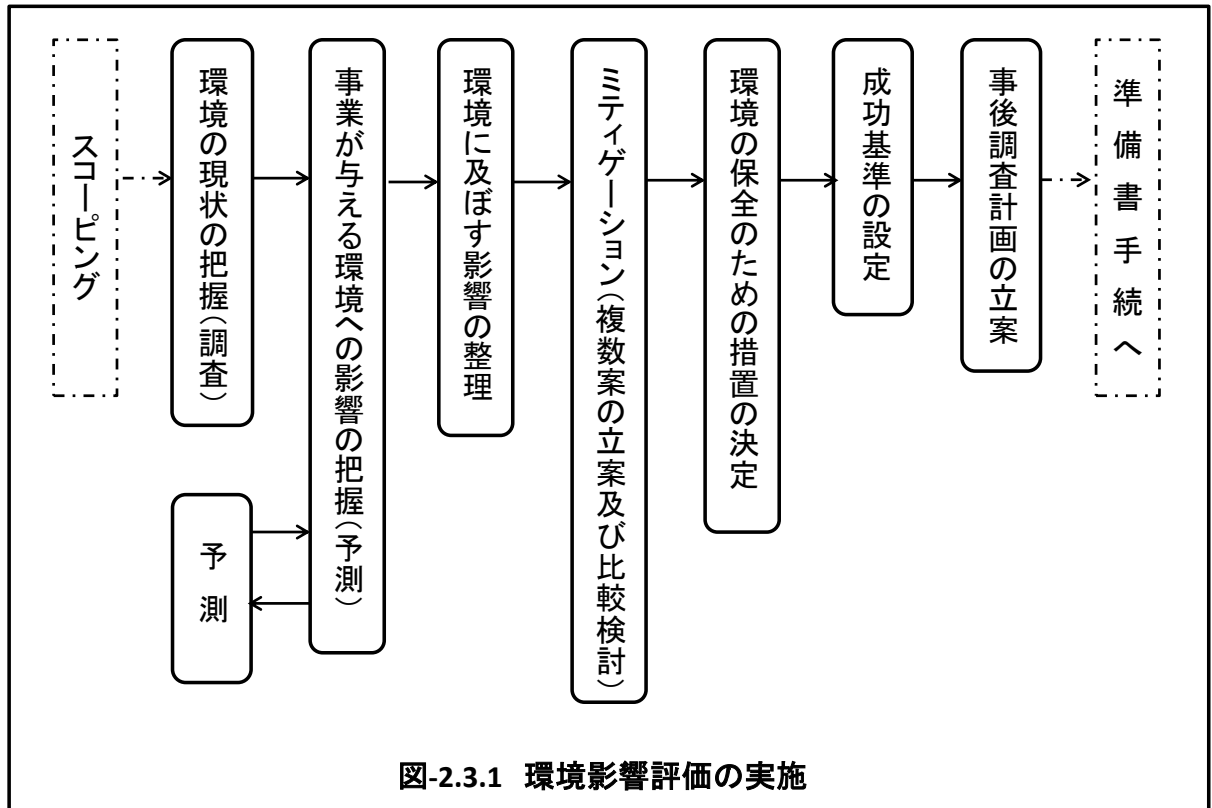 スコーピング
環境の現状の把握(調査)
予測
事業が与える環境への影響の把握(予測)
環境に及ぼす影響の整理
ミティゲーション(複数案の立案及び比較検討)
環境の保全のための措置の決定
成功基準の設定
事後調査計画の立案
準備書手続へ
図-2.3.1 環境影響評価の実施